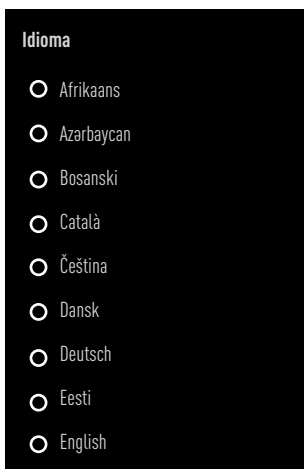 Idioma
Afrikaans
Azərbaycan
Bosanski
Català
Čeština
Dansk
Deutsch
Eesti
English